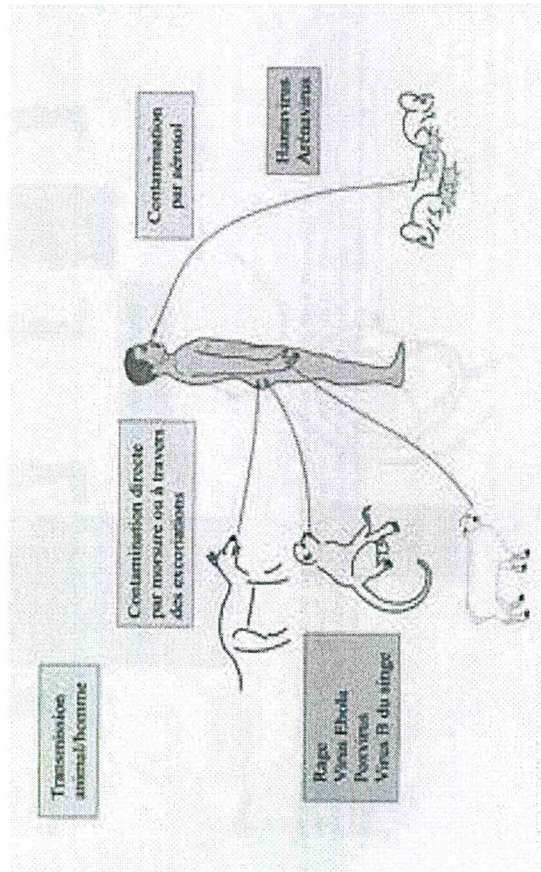 Transmission
animal/homme
Contamination directe
par morsure ou à travers
des excoriations
Contamination
par aérosol
Rage
Virus Ebola
Poxvirus
Virus B du singe
Hantavirus
Arénavirus